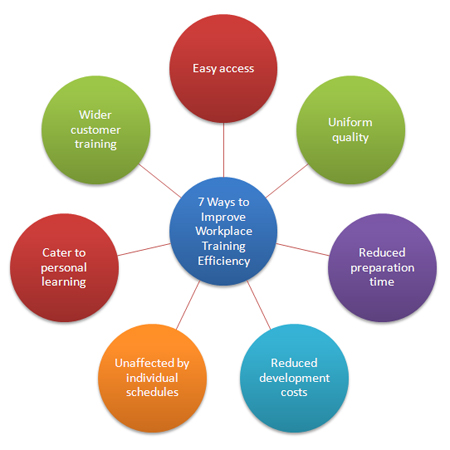 Easy access
Uniform
quality
Reduced
preparation
time
Reduced
development
costs
Unaffected by
individual
schedules
Cater to
personal
learning
Wider
customer
training
7 Ways to
Improve
Workplace
Training
Efficiency